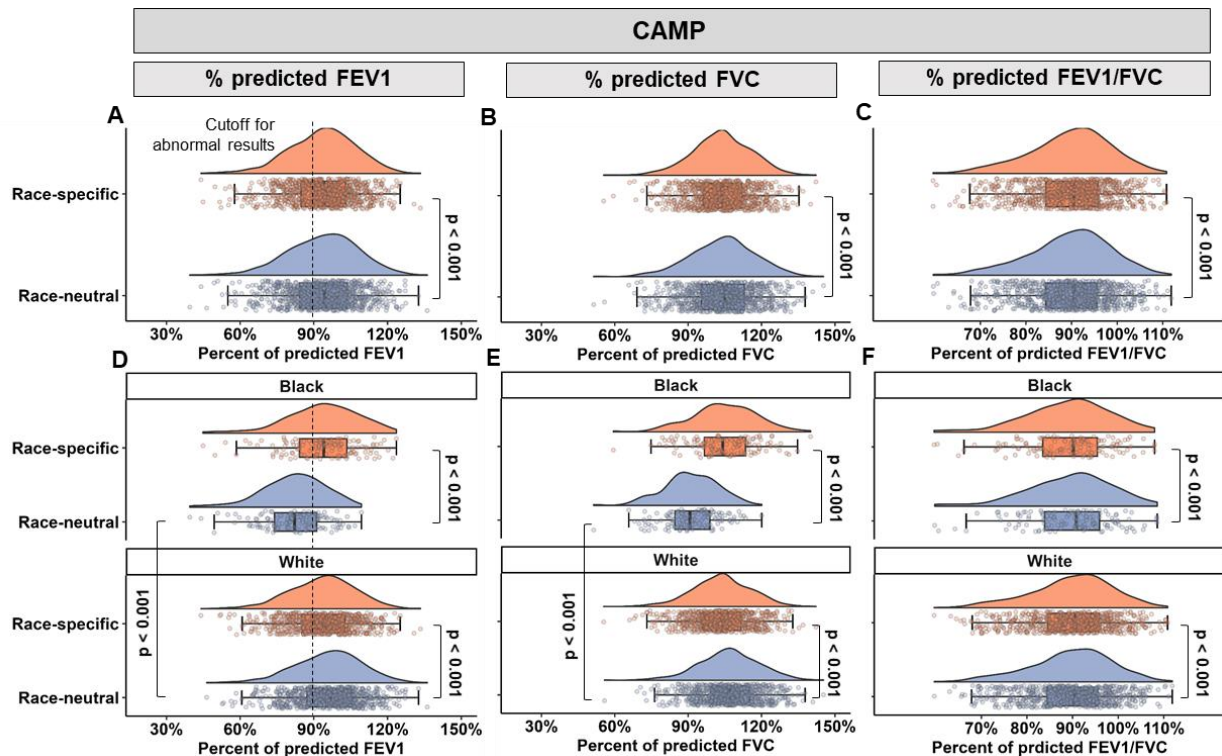 CAMP
% predicted FEV1
% predicted FVC
% predicted FEV1/FVC
A
B
C
Cutoff for
abnormal results
Race-specific
Race-neutral
p < 0.001
p < 0.001
p < 0.001
30%
60%
90%
120%
150%
30%
60%
90%
120%
150%
70%
80%
90%
100%
110%
Percent of predicted FEV1
Percent of predicted FVC
Percent of prdicted FEV1/FVC
D
E
F
Black
Black
Black
Race-specific
Race-neutral
p < 0.001
p < 0.001
p < 0.001
White
White
White
p < 0.001
p < 0.001
Race-specific
Race-neutral
p < 0.001
p < 0.001
p < 0.001
30%
60%
90%
120%
150%
30%
60%
90%
120%
150%
70%
80%
90%
100%
110%
Percent of predicted FEV1
Percent of predicted FVC
Percent of prdicted FEV1/FVC